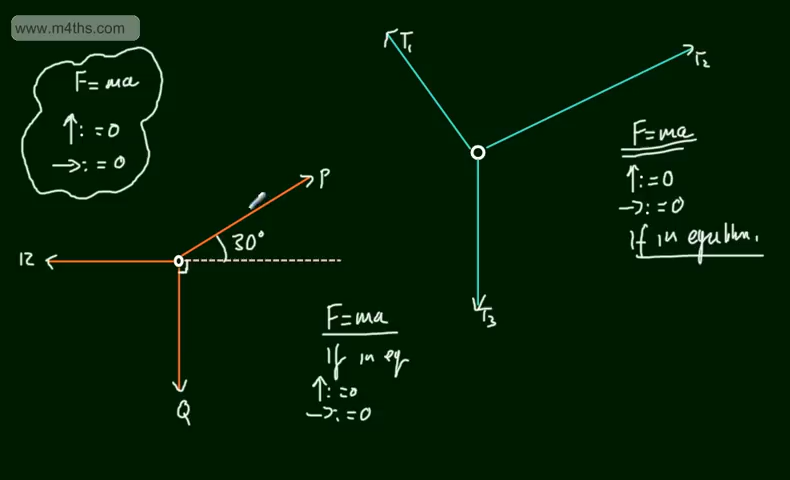 www.m4ths.com
F=ma
↑: =0
→: =0
T₁
T₂
F=ma
↑: =0
→: =0
If in equilbm.
T₃
P
30°
12
Q
F=ma
If in eq
↑: =0
→: =0